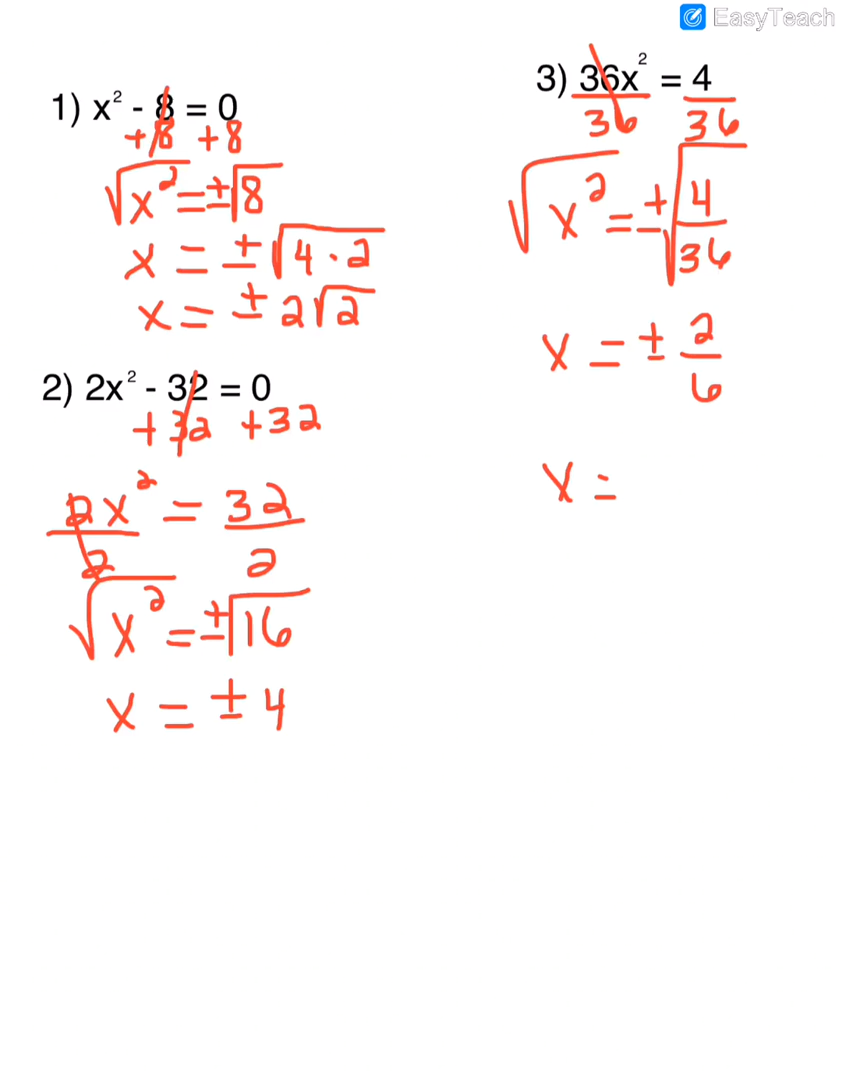 EasyTeach
1) x² - 8 = 0
+8 +8
√x² = ±√8
x = ±√4 · 2
x = ± 2√2
2) 2x² - 32 = 0
+32 +32
2x² = 32
2 2
√x² = ±√16
x = ± 4
3) 36x² = 4
36 36
√x² = ±√4
36
x = ± 2
6
x =